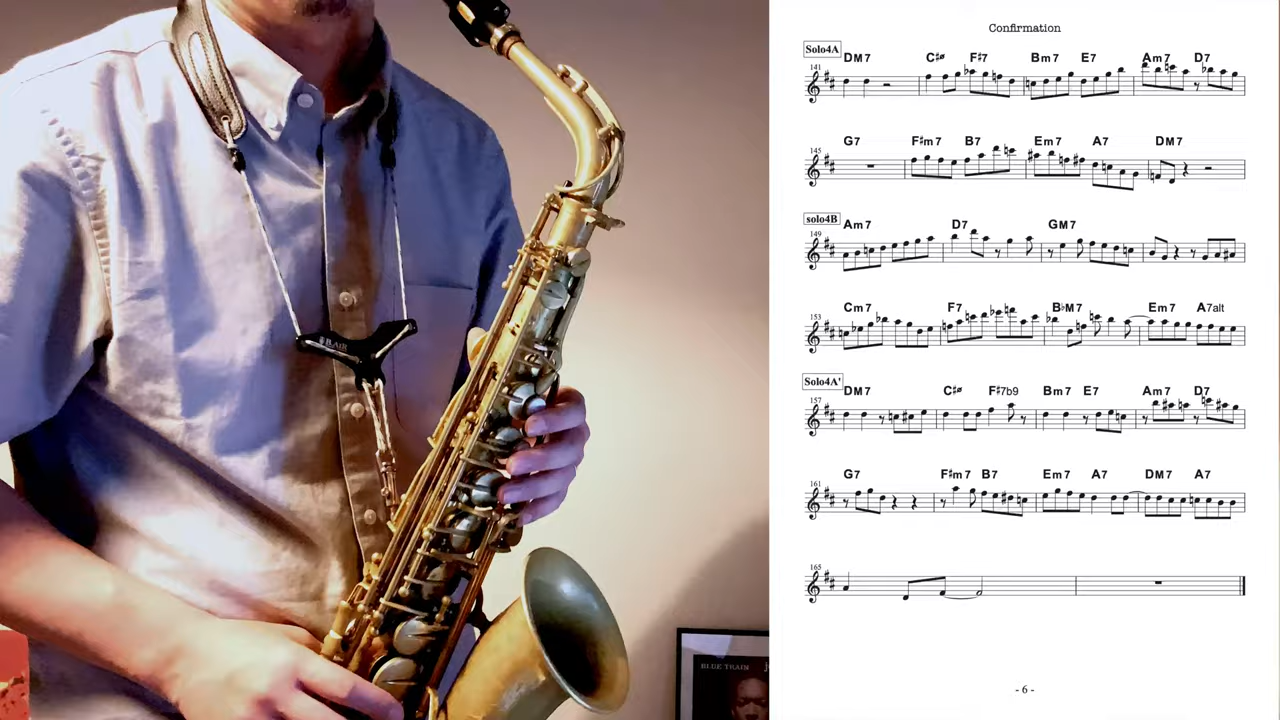 Confirmation
Solo4A
DM7 C♯ø F♯7 Bm7 E7 Am7 D7
141
G7 F♯m7 B7 Em7 A7 DM7
145
solo4B
Am7 D7 GM7
149
Cm7 F7 B♭M7 Em7 A7alt
153
Solo4A'
DM7 C♯ø F♯7b9 Bm7 E7 Am7 D7
157
G7 F♯m7 B7 Em7 A7 DM7 A7
161
165
- 6 -
BLAIR
BLUE TRAIN